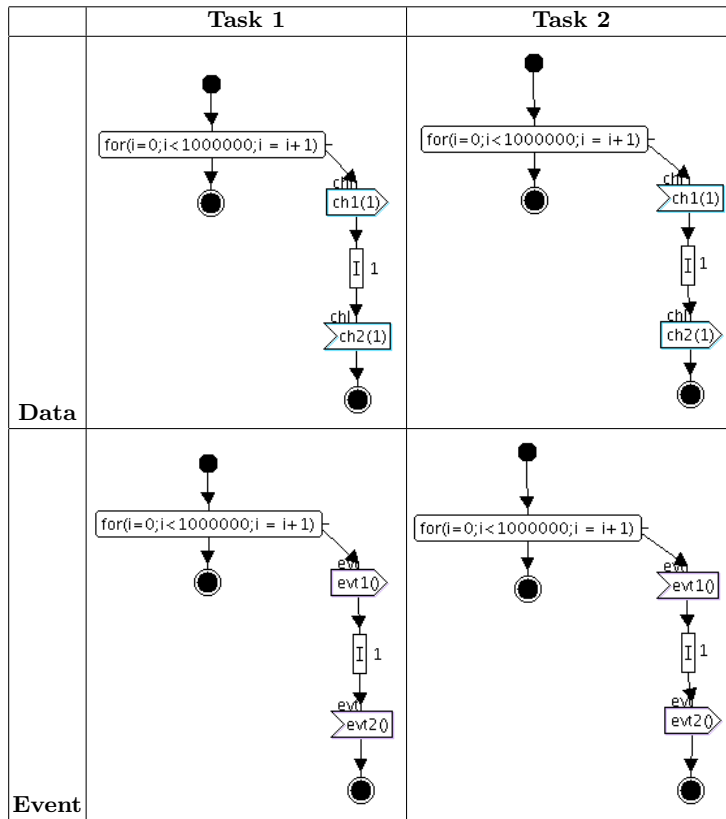 Task 1
Task 2
Data
for(i=0;i<1000000;i = i+1)
chl
ch1(1)
I 1
chl
ch2(1)
for(i=0;i<1000000;i = i+1)
chl
ch1(1)
I 1
chl
ch2(1)
Event
for(i=0;i<1000000;i = i+1)
evt
evt1()
I 1
evt
evt2()
for(i=0;i<1000000;i = i+1)
evt
evt1()
I 1
evt
evt2()